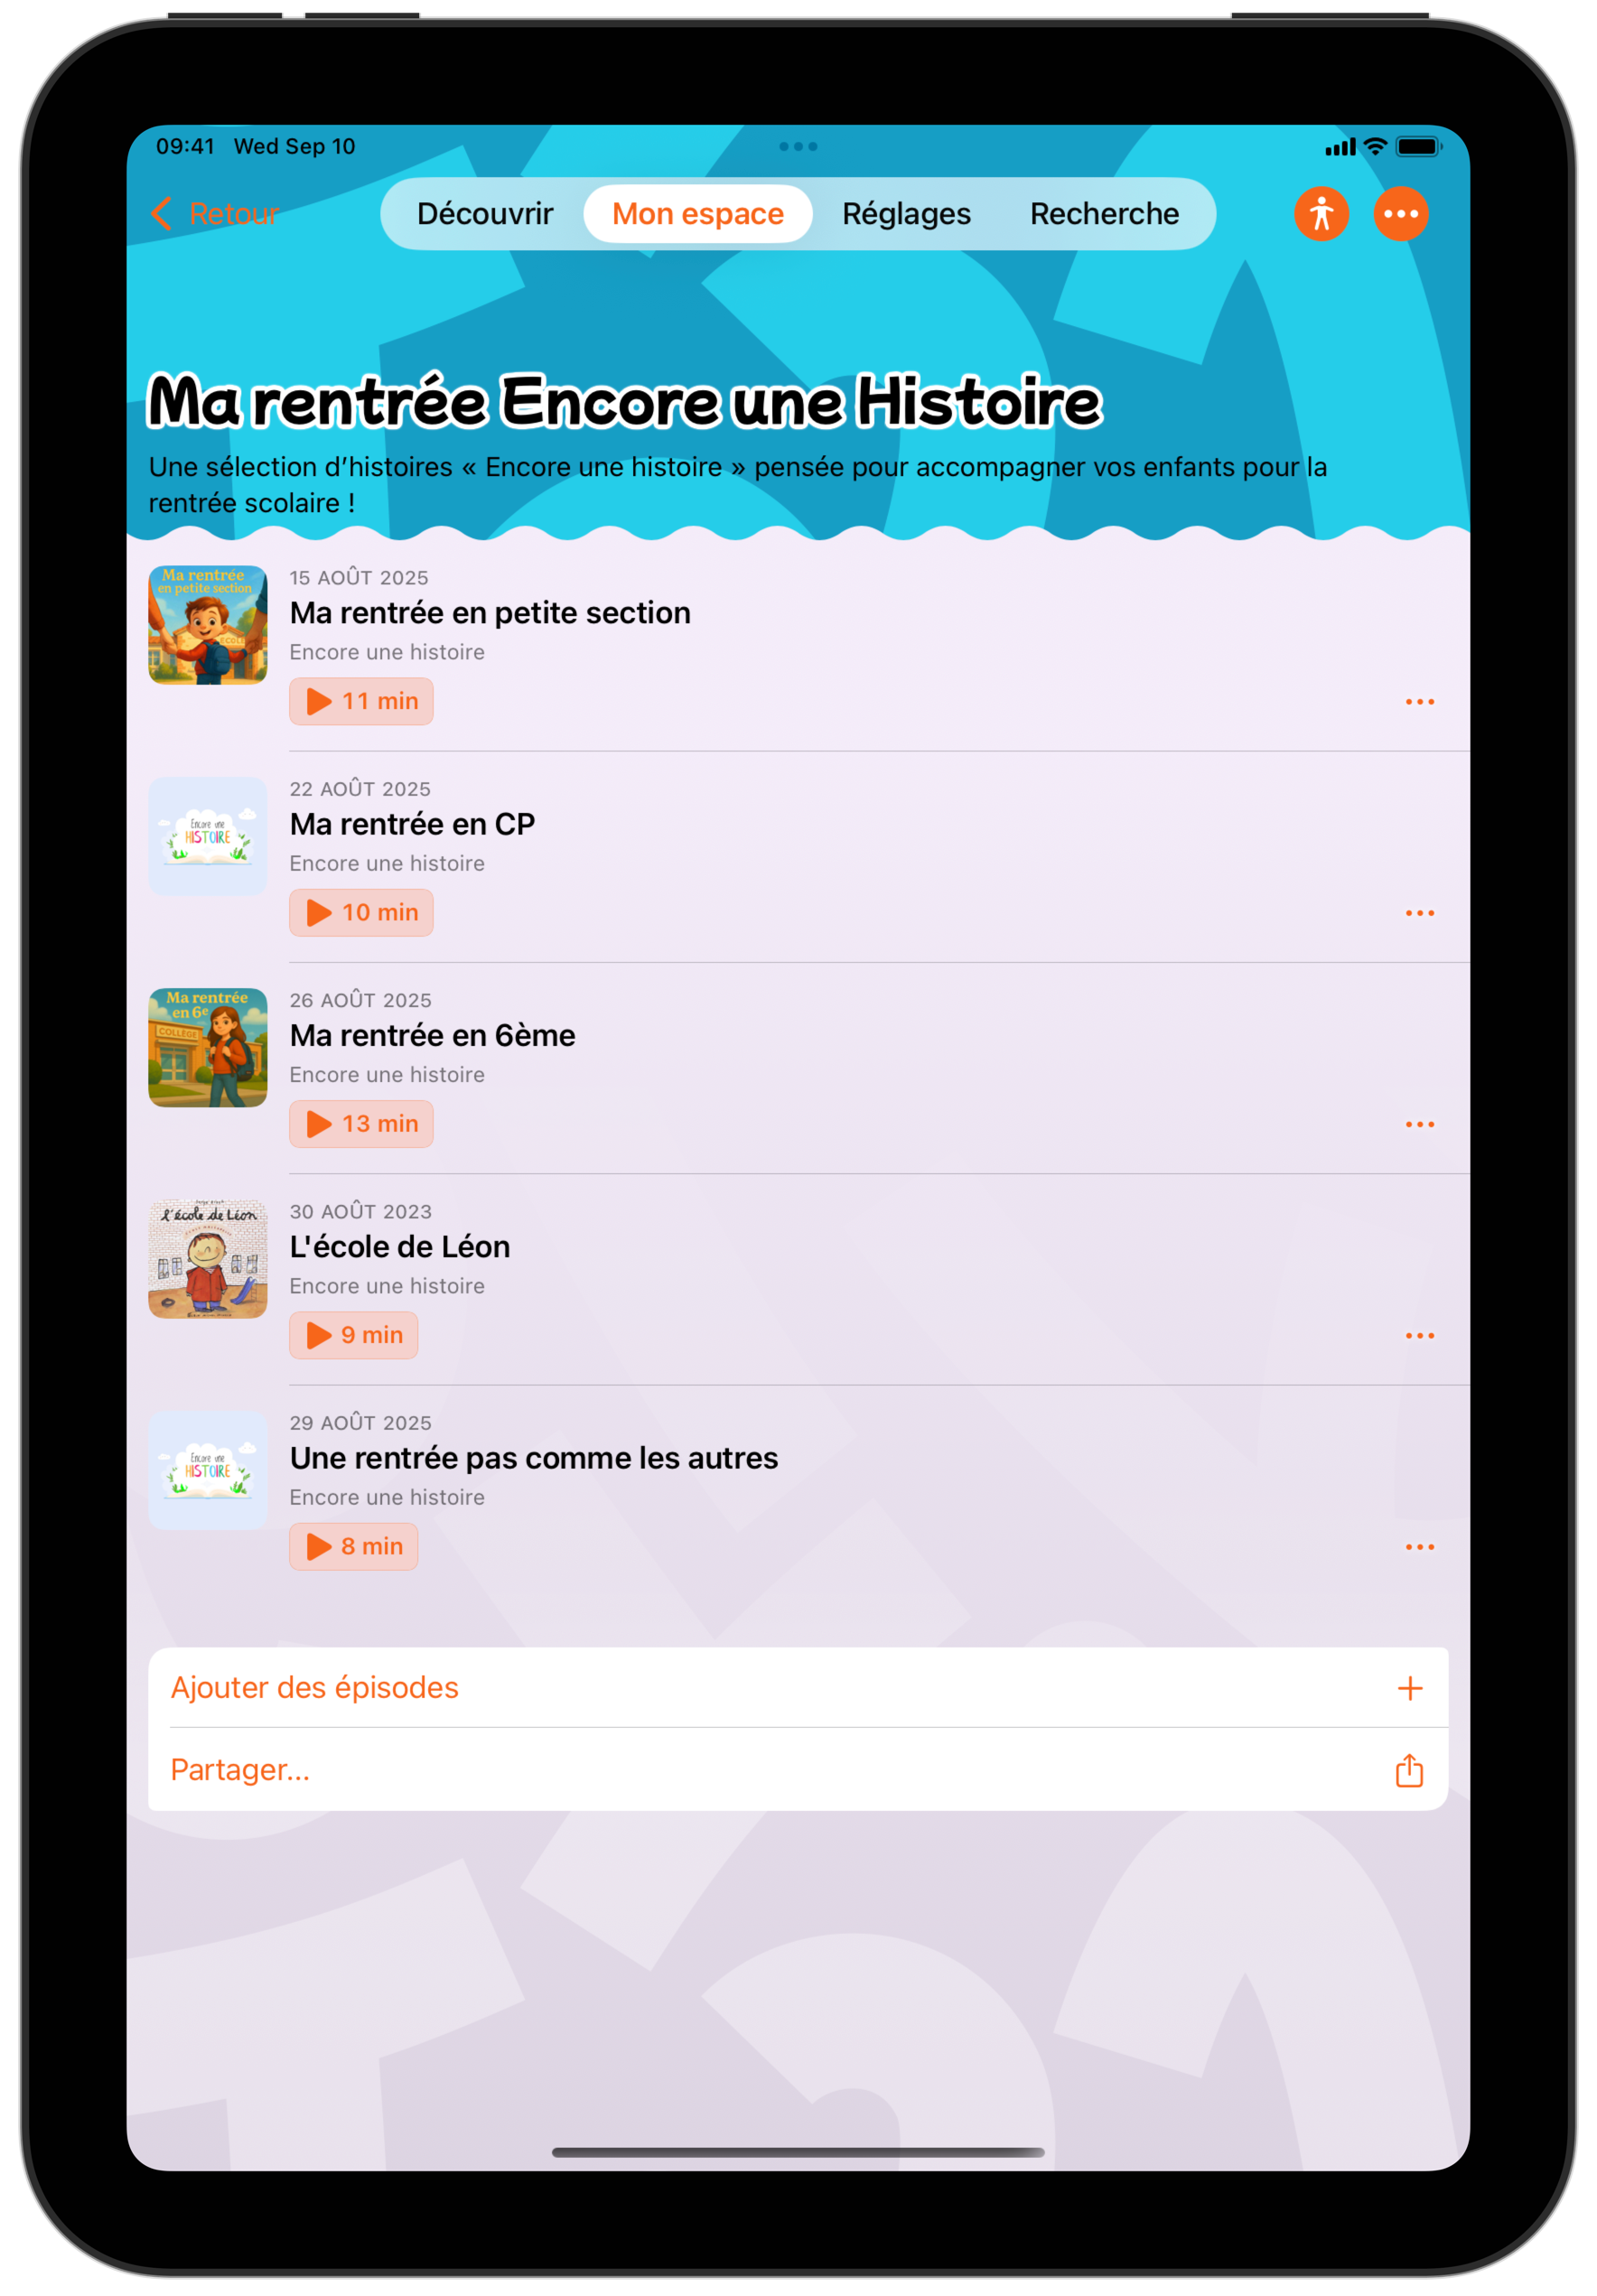 09:41 Wed Sep 10
Retour
Découvrir
Mon espace
Réglages
Recherche
Ma rentrée Encore une Histoire
Une sélection d’histoires « Encore une histoire » pensée pour accompagner vos enfants pour la
rentrée scolaire !
Ma rentrée
en petite section
ECOLE
15 AOÛT 2025
Ma rentrée en petite section
Encore une histoire
11 min
Encore une
HISTOIRE
22 AOÛT 2025
Ma rentrée en CP
Encore une histoire
10 min
Ma rentrée
en 6e
COLLEGE
26 AOÛT 2025
Ma rentrée en 6ème
Encore une histoire
13 min
l'école de Léon
30 AOÛT 2023
L'école de Léon
Encore une histoire
9 min
Encore une
HISTOIRE
29 AOÛT 2025
Une rentrée pas comme les autres
Encore une histoire
8 min
Ajouter des épisodes
Partager...